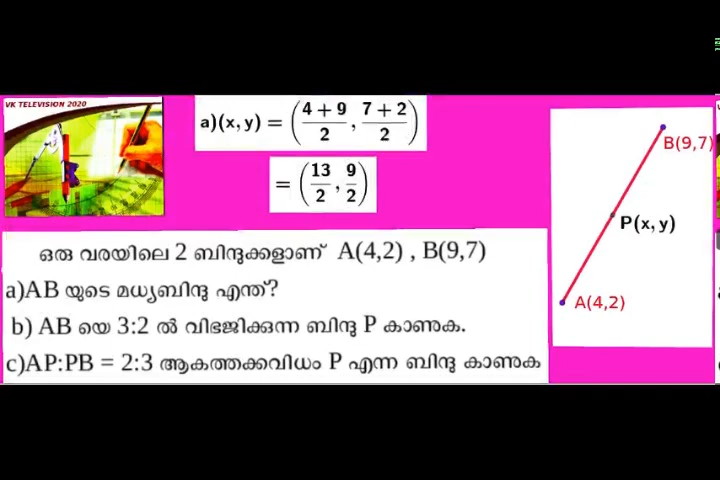 VK TELEVISION 2020
a)(x, y) = (4 + 9 / 2 , 7 + 2 / 2)
= (13 / 2 , 9 / 2)
B(9,7)
P(x, y)
A(4,2)
ഒരു വരയിലെ 2 ബിന്ദുക്കളാണ് A(4,2) , B(9,7)
a)AB യുടെ മധ്യബിന്ദു എന്ത്?
b) AB യെ 3:2 ൽ വിഭജിക്കുന്ന ബിന്ദു P കാണുക.
c)AP:PB = 2:3 ആകത്തക്കവിധം P എന്ന ബിന്ദു കാണുക